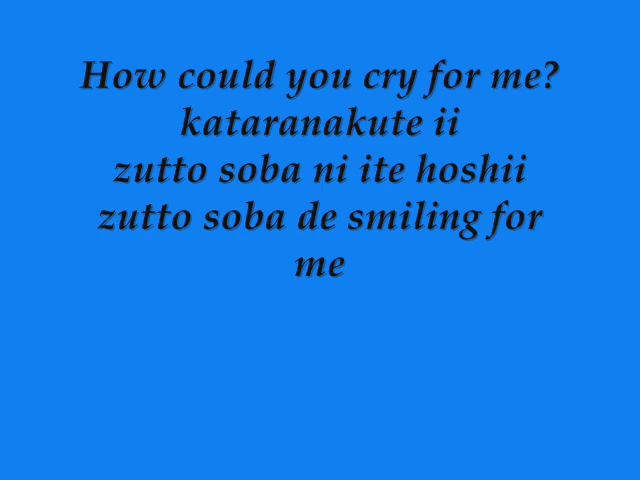 How could you cry for me?
kataranakute ii
zutto soba ni ite hoshii
zutto soba de smiling for
me